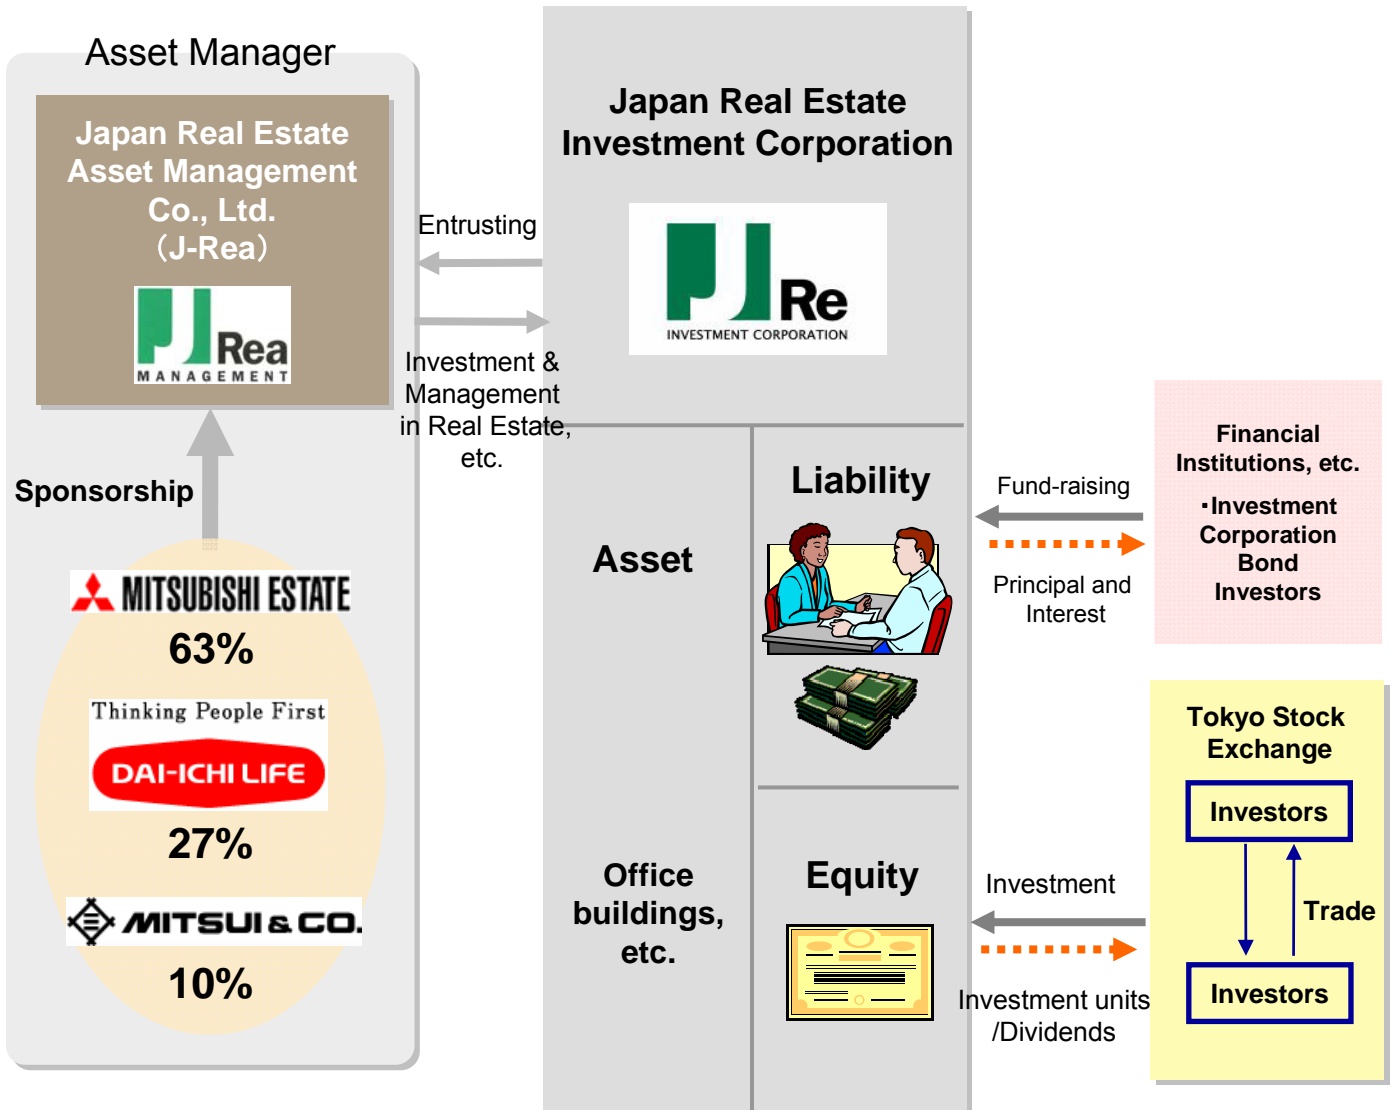 Asset Manager
Japan Real Estate
Asset Management
Co., Ltd.
（J-Rea）
J Rea
MANAGEMENT
Sponsorship
MITSUBISHI ESTATE
63%
Thinking People First
DAI-ICHI LIFE
27%
MITSUI & CO.
10%
Entrusting
Investment &
Management
in Real Estate,
etc.
Japan Real Estate
Investment Corporation
J Re
INVESTMENT CORPORATION
Asset
Office
buildings,
etc.
Liability
Equity
Fund-raising
Principal and
Interest
Financial
Institutions, etc.
・Investment
Corporation
Bond
Investors
Investment
Investment units
/Dividends
Tokyo Stock
Exchange
Investors
Trade
Investors